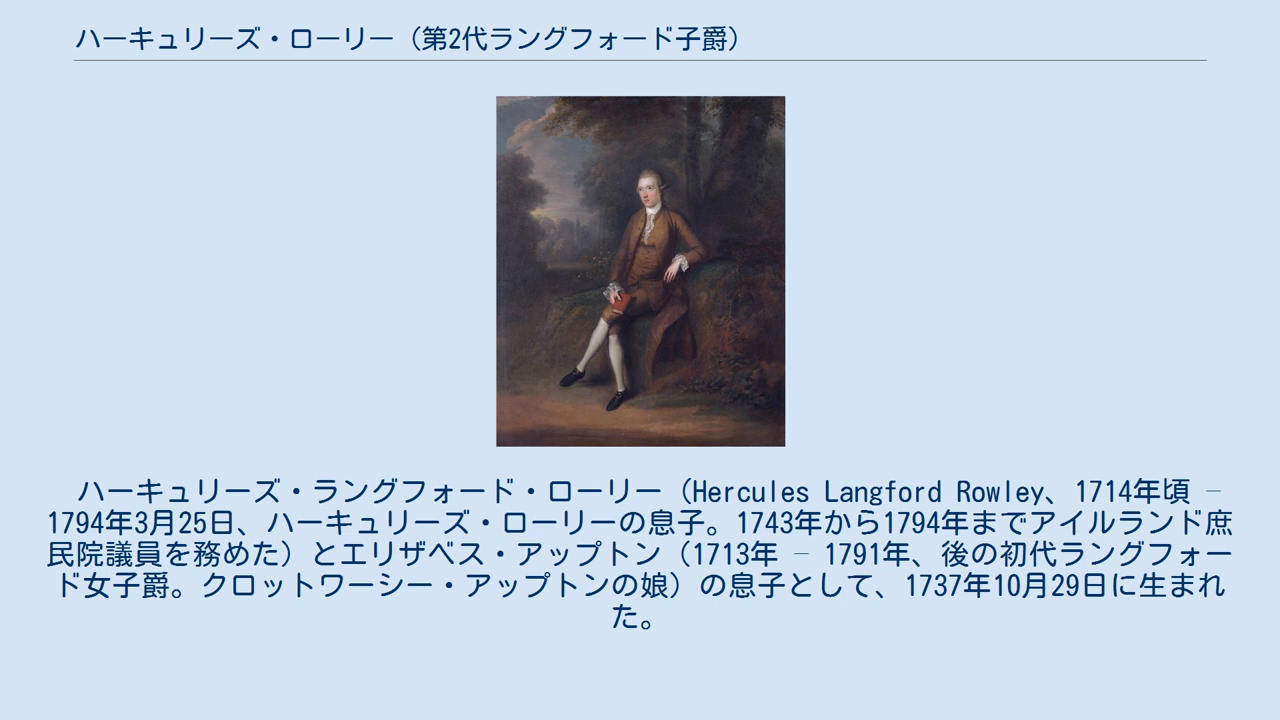 ハーキュリーズ・ローリー（第2代ラングフォード子爵）
ハーキュリーズ・ラングフォード・ローリー（Hercules Langford Rowley、1714年頃 –
1794年3月25日、ハーキュリーズ・ローリーの息子。1743年から1794年までアイルランド庶
民院議員を務めた）とエリザベス・アップトン（1713年 – 1791年、後の初代ラングフォー
ド女子爵。クロットワーシー・アップトンの娘）の息子として、1737年10月29日に生まれ
た。